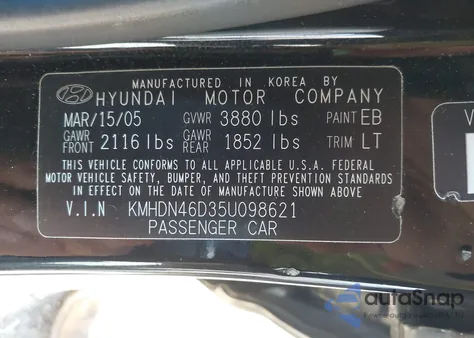 MANUFACTURED IN KOREA BY
HYUNDAI MOTOR COMPANY
MAR/15/05 GVWR 3880 lbs PAINT EB
GAWR FRONT 2116 lbs GAWR REAR 1852 lbs TRIM LT
THIS VEHICLE CONFORMS TO ALL APPLICABLE U.S.A. FEDERAL
MOTOR VEHICLE SAFETY, BUMPER, AND THEFT PREVENTION STANDARDS
IN EFFECT ON THE DATE OF MANUFACTURE SHOWN ABOVE.
V.I.N KMHDN46D35U098621
PASSENGER CAR
V
autoSnap